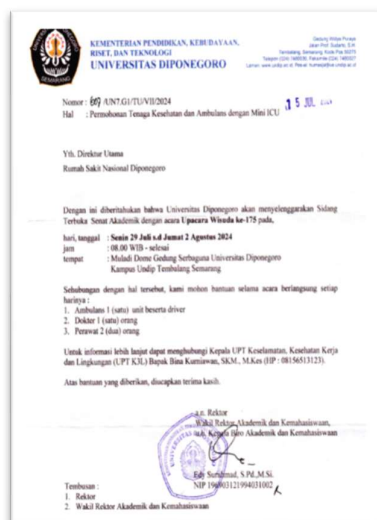 KEMENTERIAN PENDIDIKAN, KEBUDAYAAN,
RISET, DAN TEKNOLOGI
UNIVERSITAS DIPONEGORO
Nomor : /UN7.G1/TU/VII/2024
Hal : Permohonan Tenaga Kesehatan dan Ambulans dengan Mini ICU
15 JUL
Yth. Direktur Utama
Rumah Sakit Nasional Diponegoro
Dengan ini diberitahukan bahwa Universitas Diponegoro akan menyelenggarakan Sidang
Terbuka Senat Akademik dengan acara Upacara Wisuda ke-175 pada,
hari, tanggal : Senin 29 Juli s.d Jumat 2 Agustus 2024
jam : 08.00 WIB - selesai
tempat : Muladi Dome Gedung Serbaguna Universitas Diponegoro
Kampus Undip Tembalang Semarang
Sehubungan dengan hal tersebut, kami mohon bantuan selama acara berlangsung setiap
harinya :
1. Ambulans 1 (satu) unit beserta driver
2. Dokter 1 (satu) orang
3. Perawat 2 (dua) orang
Untuk informasi lebih lanjut dapat menghubungi Kepala UPT Keselamatan, Kesehatan Kerja
dan Lingkungan (UPT K3L) Bapak Bina Kurniawan, SKM., M.Kes (HP : 08156513123).
Atas bantuan yang diberikan, diucapkan terima kasih.
a.n. Rektor
Wakil Rektor Akademik dan Kemahasiswaan,
u.b. Kepala Biro Akademik dan Kemahasiswaan
Edy Surahmad, S.Pd.,M.Si.
Tembusan :
1. Rektor
2. Wakil Rektor Akademik dan Kemahasiswaan